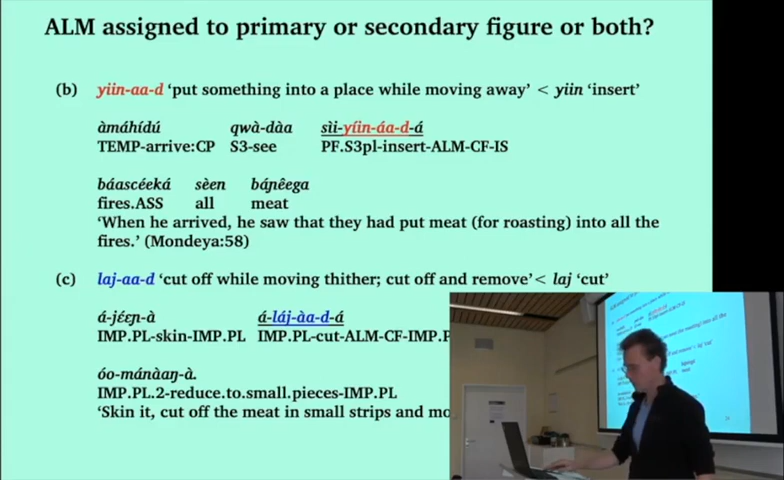 ALM assigned to primary or secondary figure or both?
(b) yiin-aa-d ‘put something into a place while moving away’ < yiin ‘insert’
àmáhídú qwà-dàa sìi-yíin-áa-d-á
TEMP-arrive:CP S3-see PF.S3pl-insert-ALM-CF-IS
báascéeká sèen báɲêega
fires.ASS all meat
‘When he arrived, he saw that they had put meat (for roasting) into all the
fires.’ (Mondeya:58)
(c) laj-aa-d ‘cut off while moving thither; cut off and remove’< laj ‘cut’
á-jéɛɲ-à á-láj-àa-d-á
IMP.PL-skin-IMP.PL IMP.PL-cut-ALM-CF-IMP.P
óo-mánàaŋ-à.
IMP.PL.2-reduce.to.small.pieces-IMP.PL
‘Skin it, cut off the meat in small strips and mo